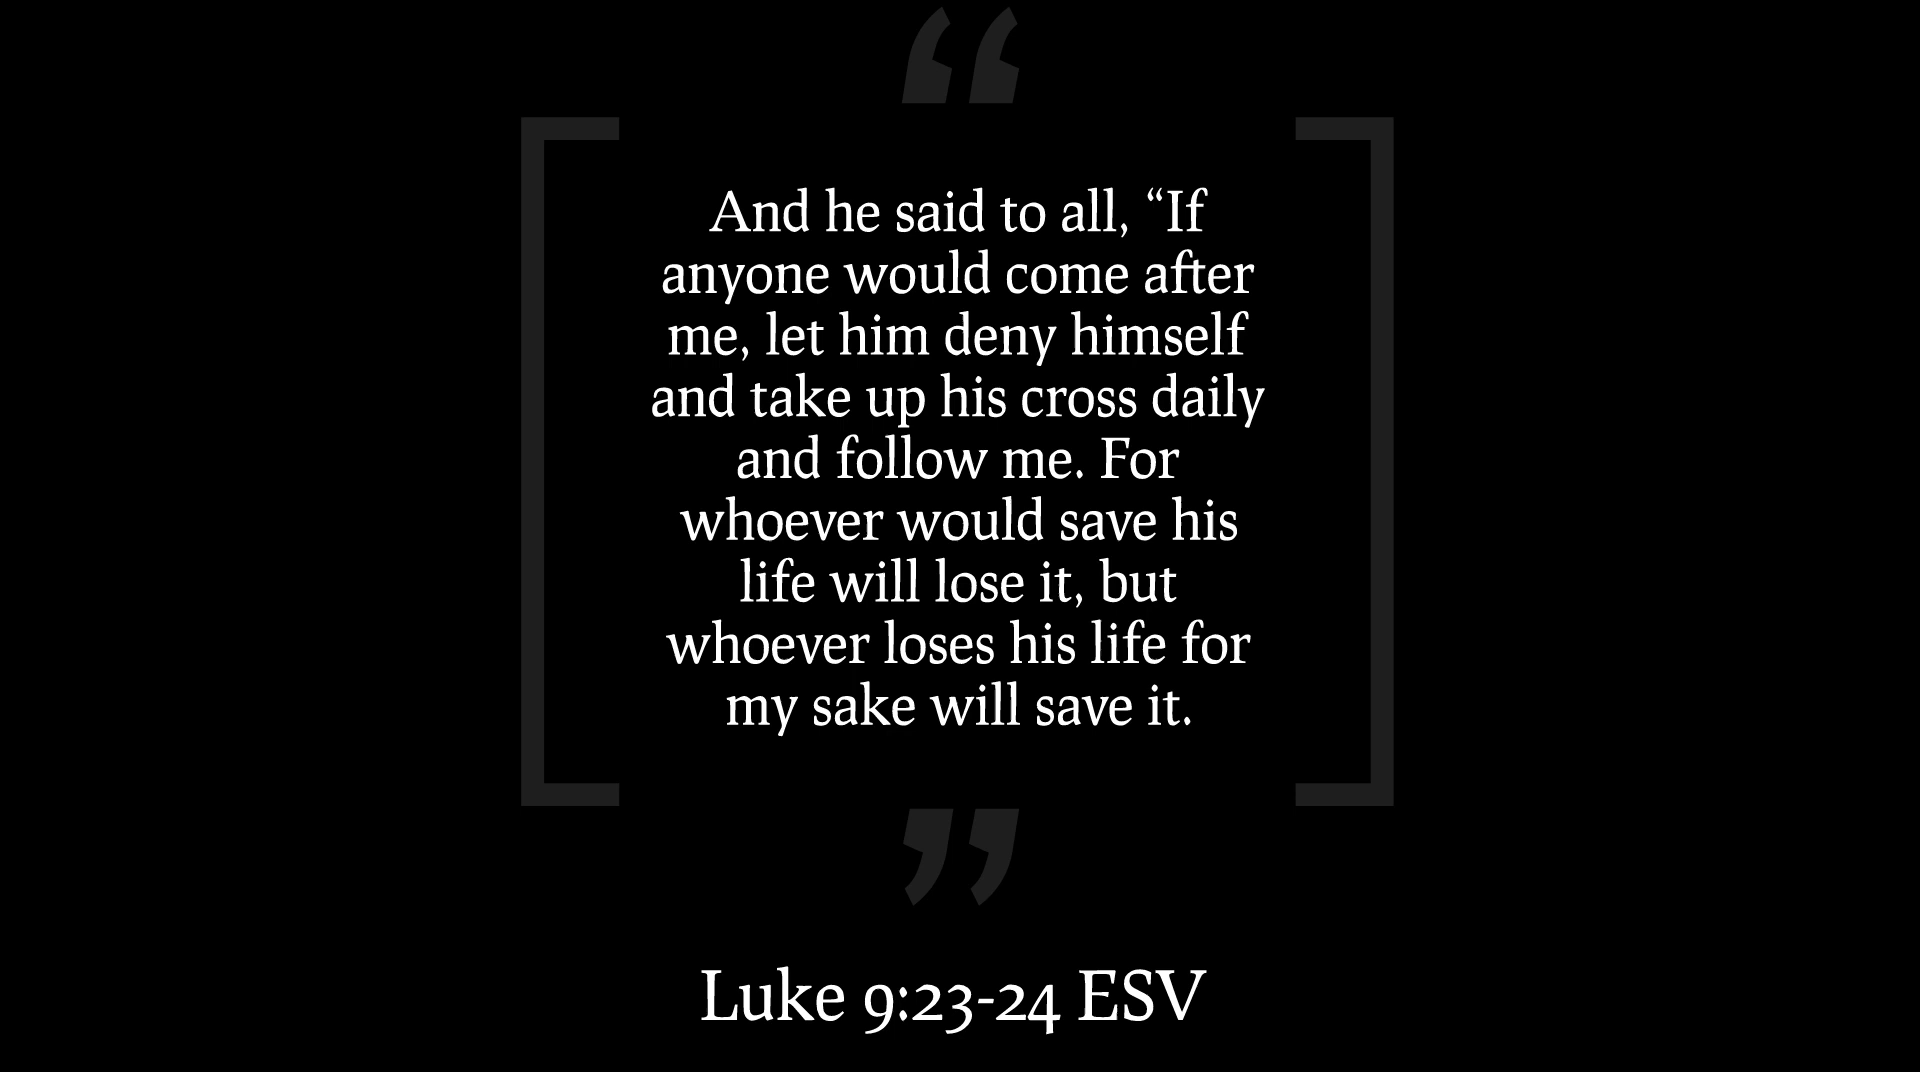 “
And he said to all, “If
anyone would come after
me, let him deny himself
and take up his cross daily
and follow me. For
whoever would save his
life will lose it, but
whoever loses his life for
my sake will save it.
”
Luke 9:23-24 ESV